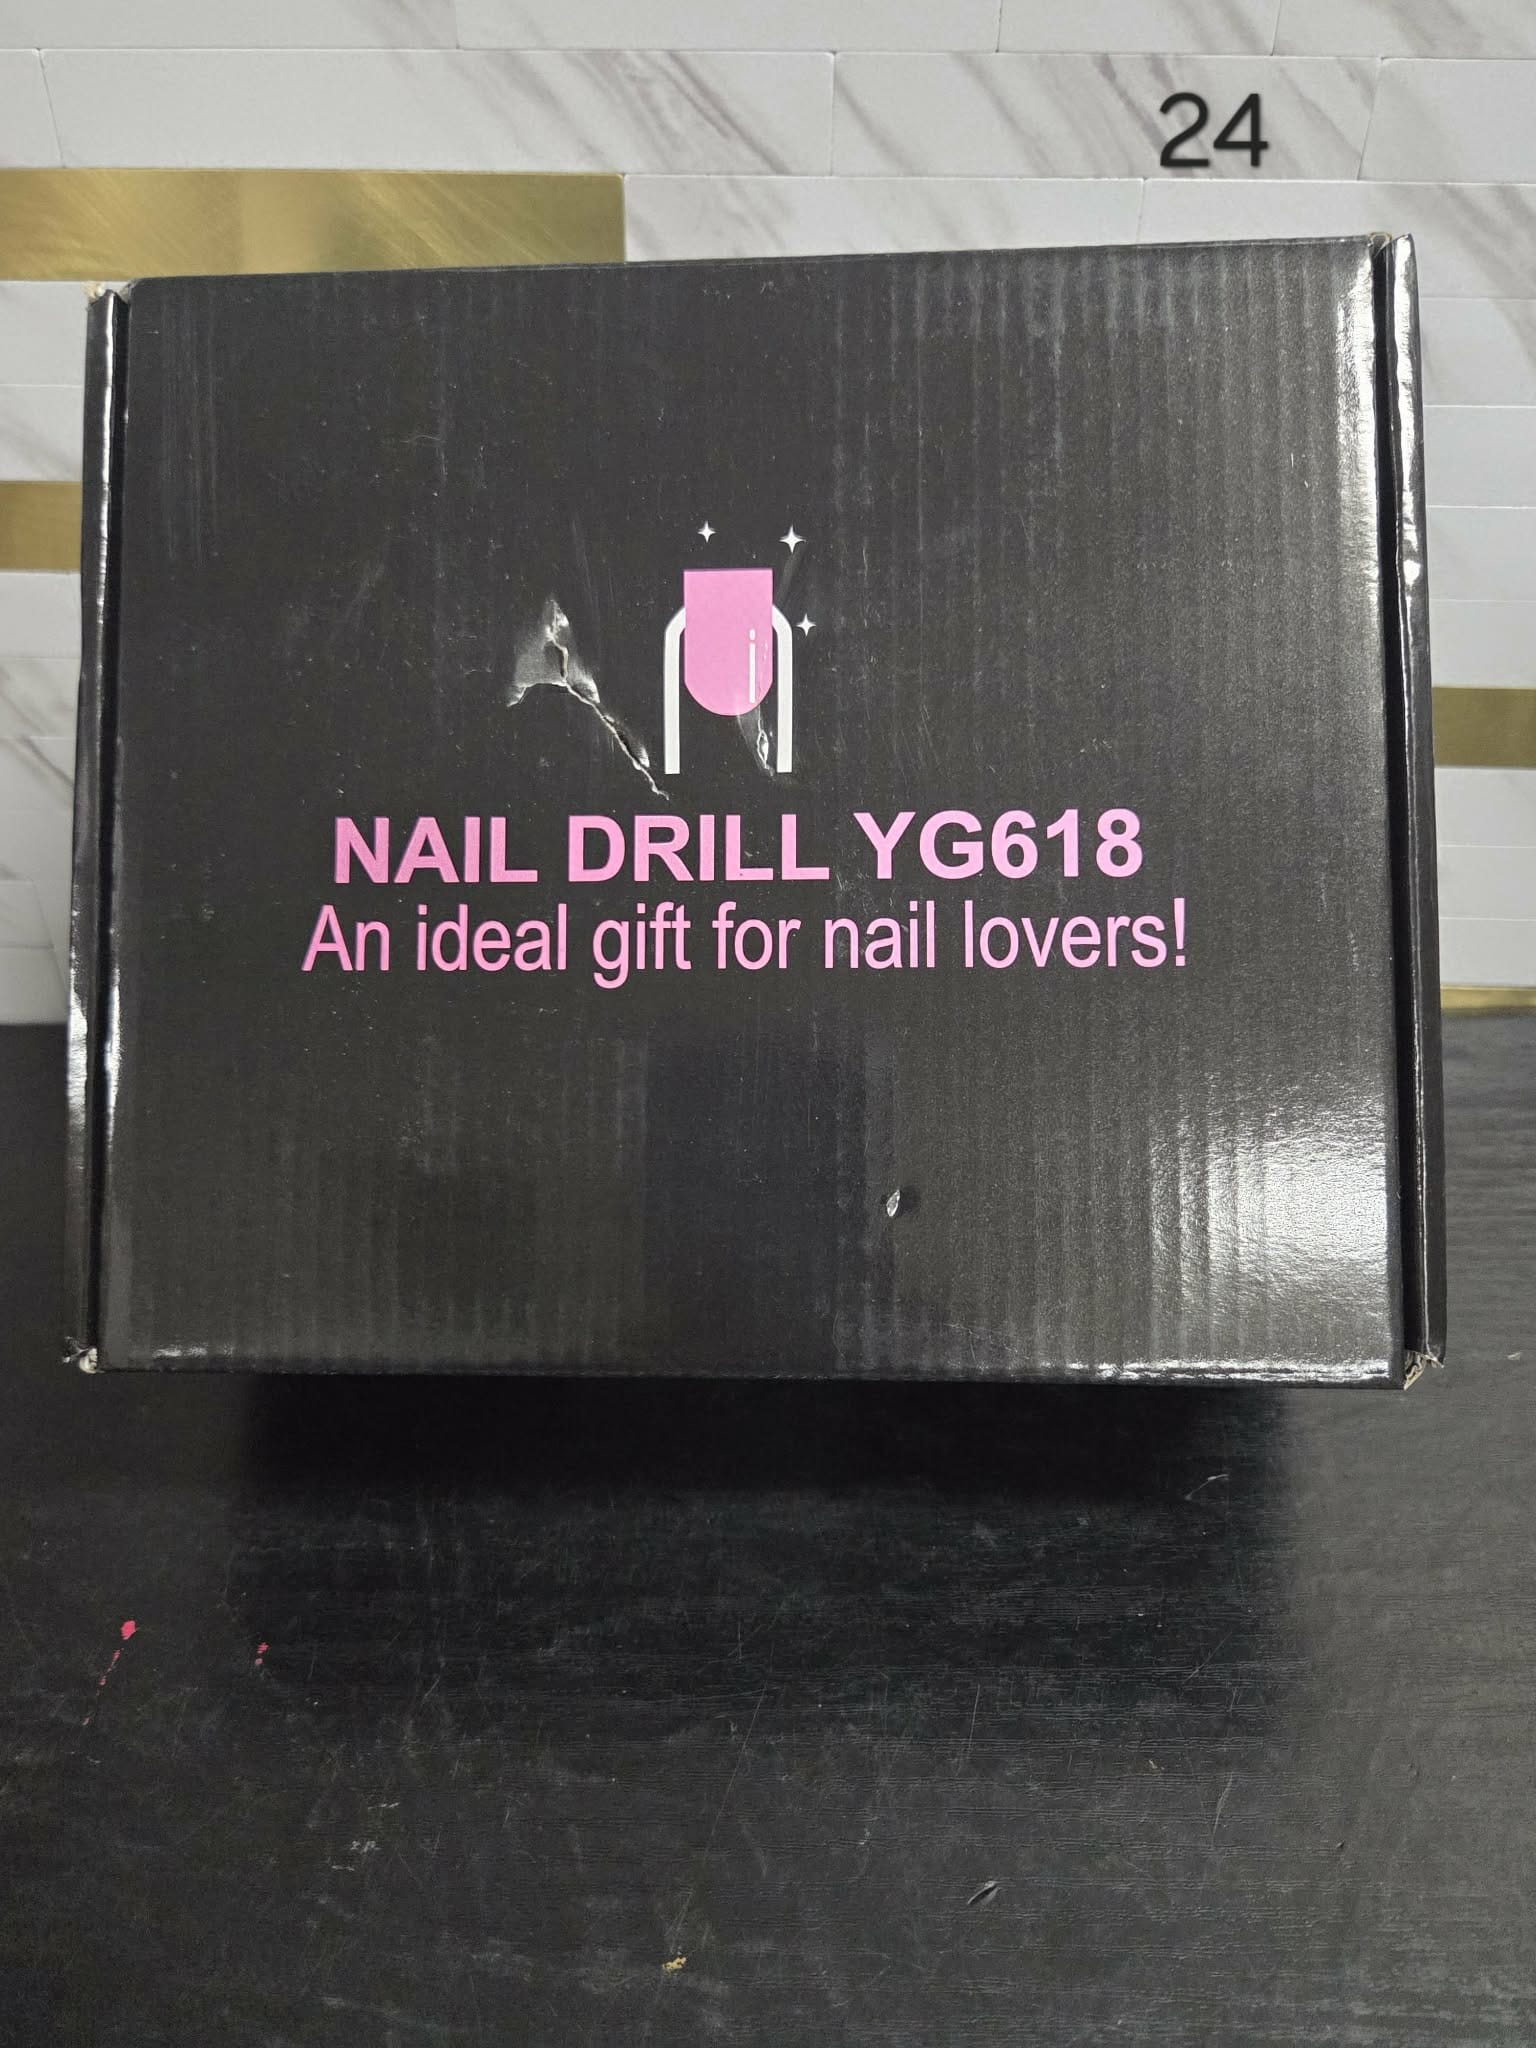 24
NAIL DRILL YG618
An ideal gift for nail lovers!